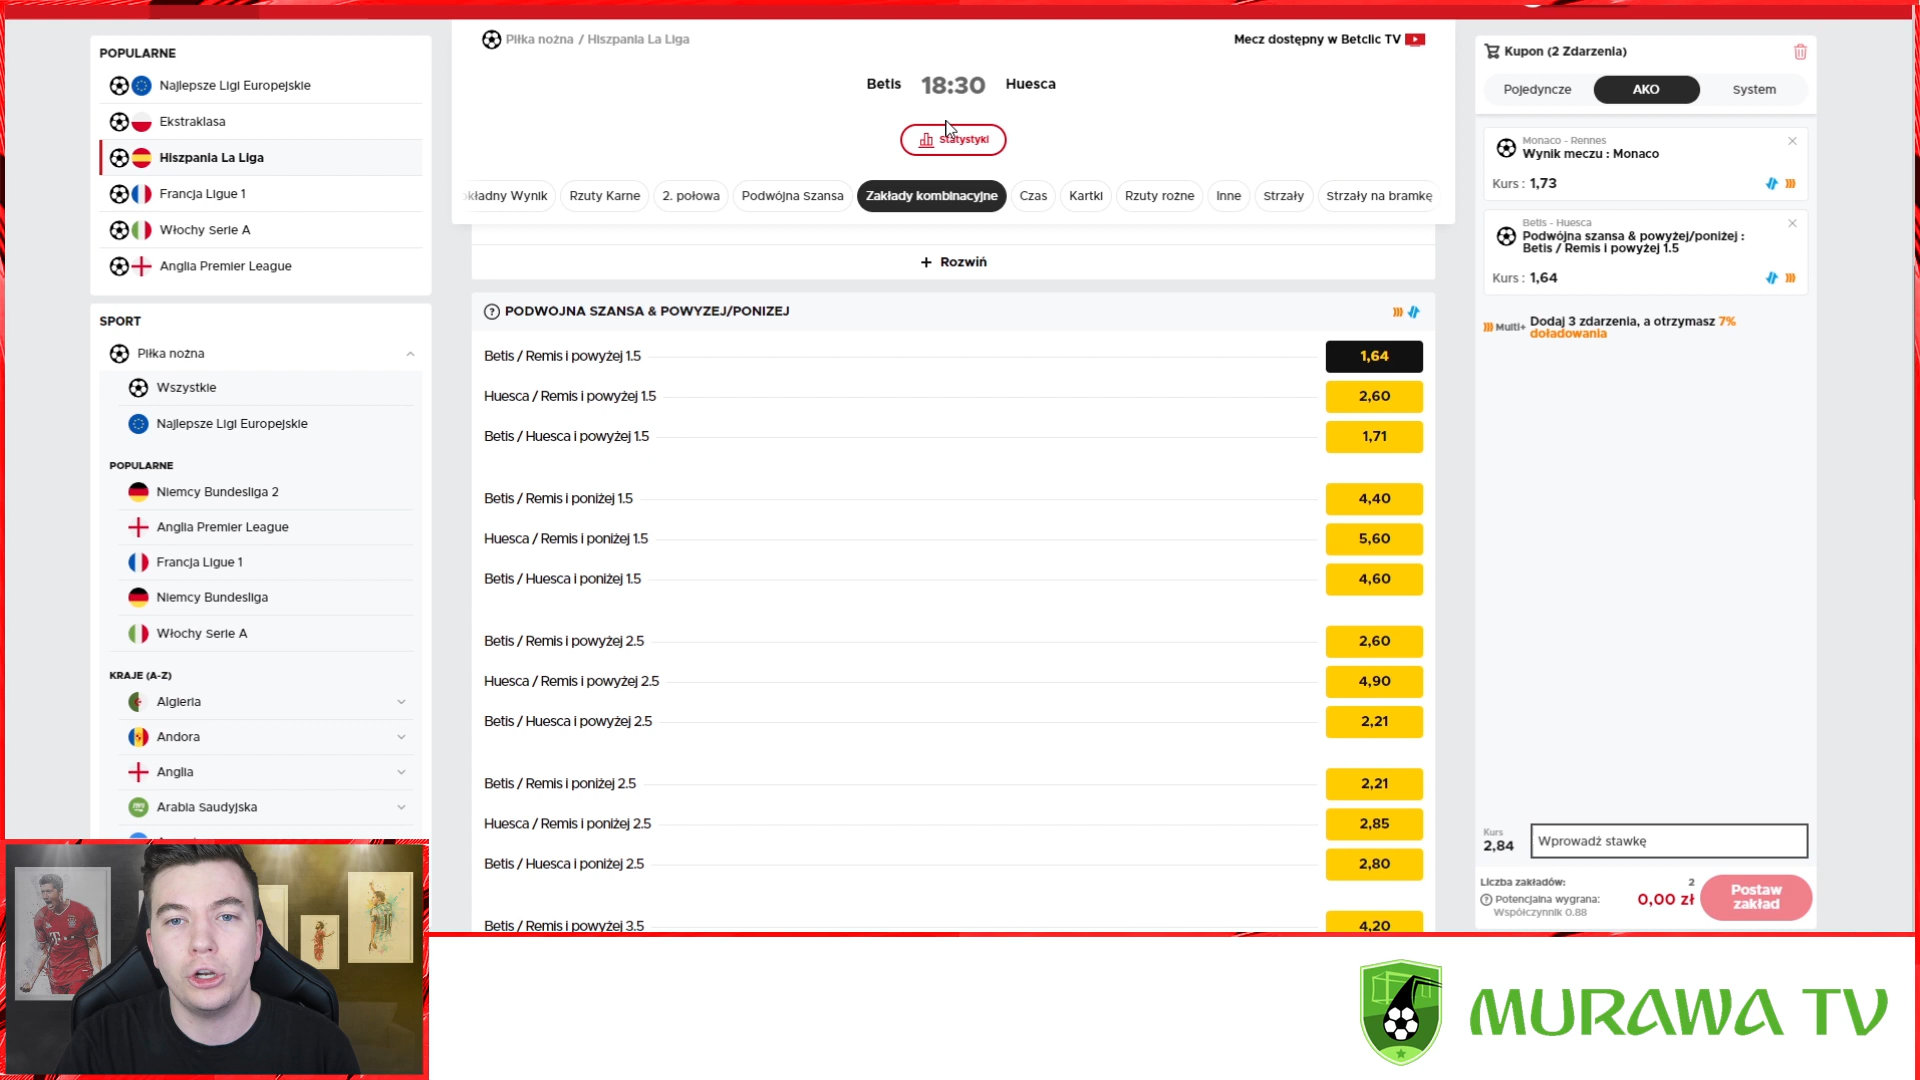 POPULARNE
Najlepsze Ligi Europejskie
Ekstraklasa
Hiszpania La Liga
Francja Ligue 1
Włochy Serie A
Anglia Premier League
SPORT
Piłka nożna
Wszystkie
Najlepsze Ligi Europejskie
POPULARNE
Niemcy Bundesliga 2
Anglia Premier League
Francja Ligue 1
Niemcy Bundesliga
Włochy Serie A
KRAJE (A-Z)
Algieria
Andora
Anglia
Arabia Saudyjska
Piłka nożna / Hiszpania La Liga
Mecz dostępny w Betclic TV
Betis 18:30 Huesca
Statystyki
kładny Wynik
Rzuty Karne
2. połowa
Podwójna Szansa
Zakłady kombinacyjne
Czas
Kartki
Rzuty rożne
Inne
Strzały
Strzały na bramkę
+ Rozwiń
PODWOJNA SZANSA & POWYZEJ/PONIZEJ
Betis / Remis i powyżej 1.5 1,64
Huesca / Remis i powyżej 1.5 2,60
Betis / Huesca i powyżej 1.5 1,71
Betis / Remis i poniżej 1.5 4,40
Huesca / Remis i poniżej 1.5 5,60
Betis / Huesca i poniżej 1.5 4,60
Betis / Remis i powyżej 2.5 2,60
Huesca / Remis i powyżej 2.5 4,90
Betis / Huesca i powyżej 2.5 2,21
Betis / Remis i poniżej 2.5 2,21
Huesca / Remis i poniżej 2.5 2,85
Betis / Huesca i poniżej 2.5 2,80
Betis / Remis i powyżej 3.5 4,20
Kupon (2 Zdarzenia)
Pojedyncze
AKO
System
Monaco - Rennes
Wynik meczu : Monaco
Kurs : 1,73
Betis - Huesca
Podwójna szansa & powyżej/poniżej :
Betis / Remis i powyżej 1.5
Kurs : 1,64
Multi+ Dodaj 3 zdarzenia, a otrzymasz 7%
doładowania
Kurs
2,84
Wprowadź stawkę
Liczba zakładów: 2
Potencjalna wygrana: 0,00 zł
Współczynnik 0.88
Postaw
zakład
MURAWA TV